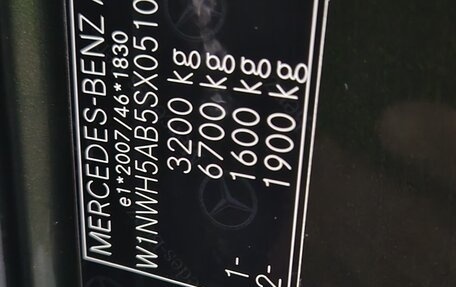 MERCEDES-BENZ A
e1*2007/46*1830
W1NWH5AB5SX0510
3200 kg
6700 kg
1- 1600 kg
2- 1900 kg